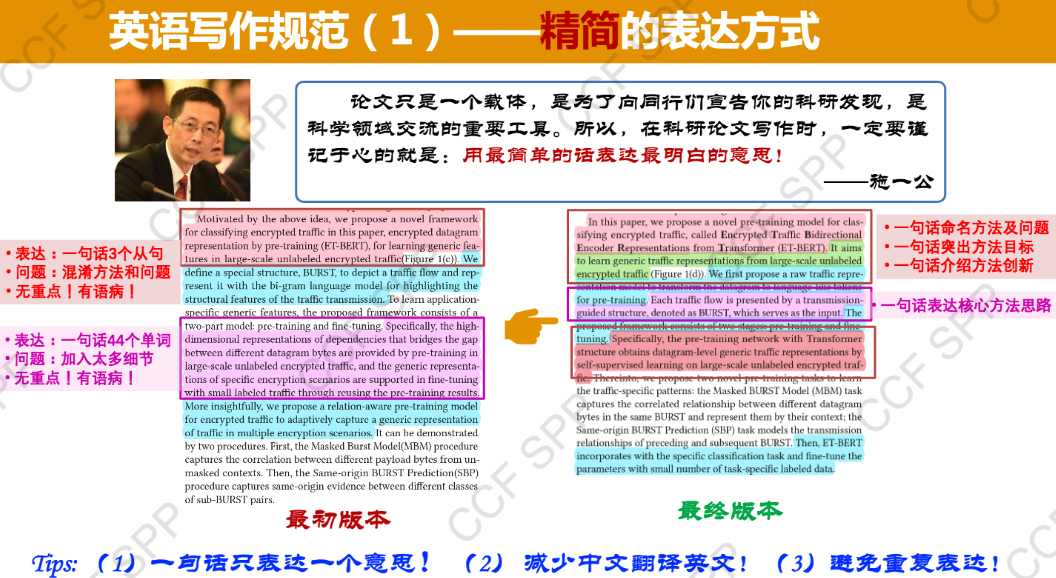 英语写作规范（1）——精简的表达方式
论文只是一个载体，是为了向同行们宣告你的科研发现，是
科学领域交流的重要工具。所以，在科研论文写作时，一定要谨
记于心的就是：用最简单的话表达最明白的意思！
——施一公
• 表达：一句话3个从句
• 问题：混淆方法和问题
• 无重点！有语病！
• 表达：一句话44个单词
• 问题：加入太多细节
• 无重点！有语病！
Motivated by the above idea, we propose a novel framework
for classifying encrypted traffic in this paper, encrypted datagram
representation by pre-training (ET-BERT), for learning generic fea-
tures in large-scale unlabeled encrypted traffic(Figure 1(c)). We
define a special structure, BURST, to depict a traffic flow and rep-
resent it with the bi-gram language model for highlighting the
structural features of the traffic transmission. To learn application-
specific generic features, the proposed framework consists of a
two-part model: pre-training and fine-tuning. Specifically, the high-
dimensional representations of dependencies that bridges the gap
between different datagram bytes are provided by pre-training in
large-scale unlabeled encrypted traffic, and the generic representa-
tions of specific encryption scenarios are supported in fine-tuning
with small labeled traffic through reusing the pre-training results.
More insightfully, we propose a relation-aware pre-training model
for encrypted traffic to adaptively capture a generic representation
of traffic in multiple encryption scenarios. It can be demonstrated
by two procedures. First, the Masked Burst Model(MBM) procedure
captures the correlation between different payload bytes from un-
masked contexts. Then, the Same-origin BURST Prediction(SBP)
procedure captures same-origin evidence between different classes
of sub-BURST pairs.
最初版本
In this paper, we propose a novel pre-training model for clas-
sifying encrypted traffic, called Encrypted Traffic Bidirectional
Encoder Representations from Transformer (ET-BERT). It aims
to learn generic traffic representations from large-scale unlabeled
encrypted traffic (Figure 1(d)). We first propose a raw traffic repre-
sentation model to transform the datagram to language-like tokens
for pre-training. Each traffic flow is presented by a transmission-
guided structure, denoted as BURST, which serves as the input. The
proposed framework consists of two stages: pre-training and fine-
tuning. Specifically, the pre-training network with Transformer
structure obtains datagram-level generic traffic representations by
self-supervised learning on large-scale unlabeled encrypted traf-
fic. Thereinto, we propose two novel pre-training tasks to learn
the traffic-specific patterns: the Masked BURST Model (MBM) task
captures the correlated relationship between different datagram
bytes in the same BURST and represent them by their context; the
Same-origin BURST Prediction (SBP) task models the transmission
relationships of preceding and subsequent BURST. Then, ET-BERT
incorporates with the specific classification task and fine-tune the
parameters with small number of task-specific labeled data.
最终版本
• 一句话命名方法及问题
• 一句话突出方法目标
• 一句话介绍方法创新
• 一句话表达核心方法思路
Tips:（1）一句话只表达一个意思！（2）减少中文翻译英文！（3）避免重复表达！
CCF SPP